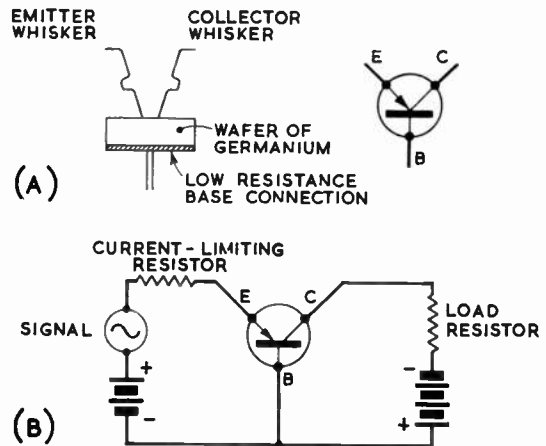 EMITTER
WHISKER
COLLECTOR
WHISKER
E
C
B
WAFER OF
GERMANIUM
LOW RESISTANCE
BASE CONNECTION
(A)
CURRENT-LIMITING
RESISTOR
E
C
B
SIGNAL
LOAD
RESISTOR
+
-
-
+
(B)